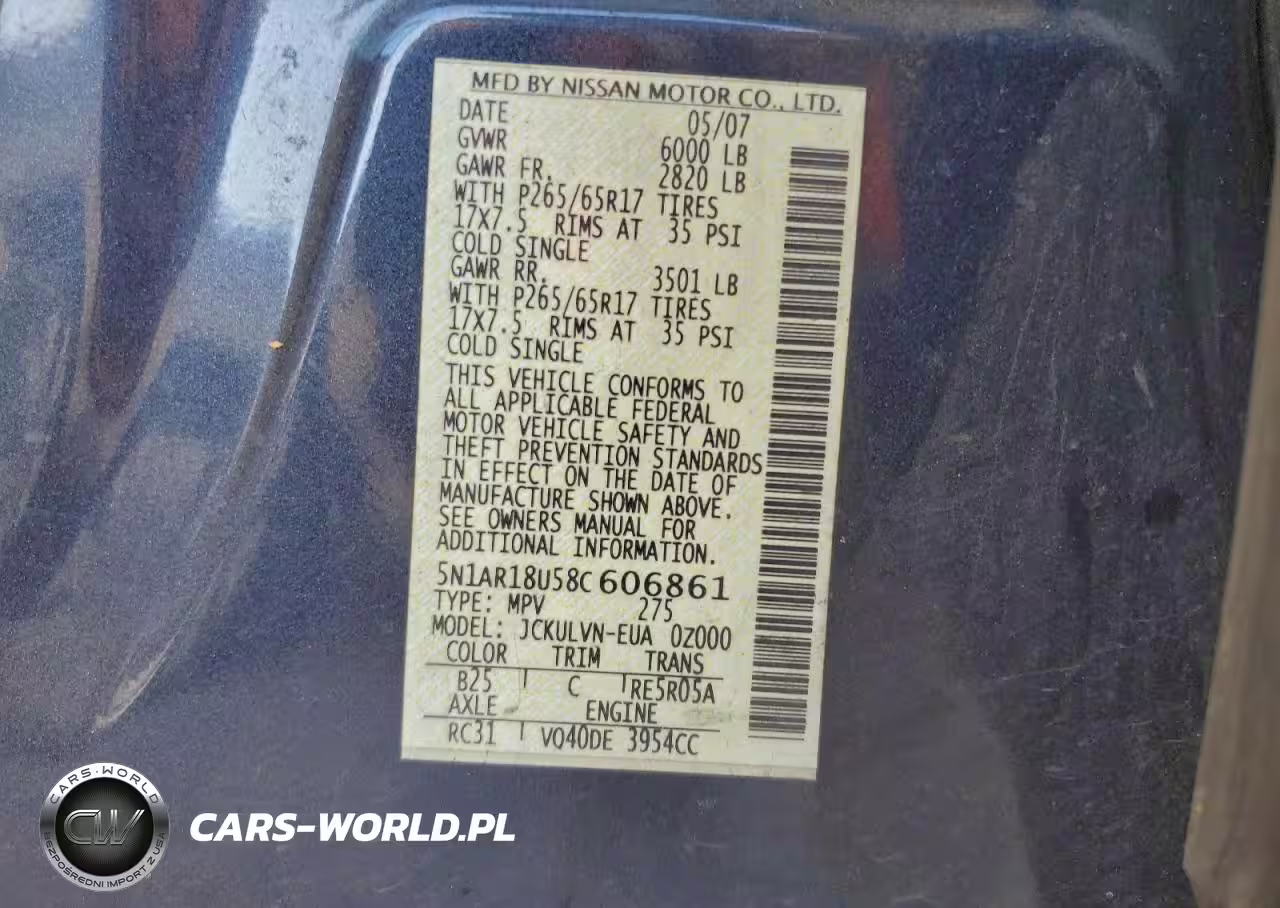 MFD BY NISSAN MOTOR CO., LTD.
DATE 05/07
GVWR 6000 LB
GAWR FR. 2820 LB
WITH P265/65R17 TIRES
17X7.5 RIMS AT 35 PSI
COLD SINGLE
GAWR RR. 3501 LB
WITH P265/65R17 TIRES
17X7.5 RIMS AT 35 PSI
COLD SINGLE
THIS VEHICLE CONFORMS TO
ALL APPLICABLE FEDERAL
MOTOR VEHICLE SAFETY AND
THEFT PREVENTION STANDARDS
IN EFFECT ON THE DATE OF
MANUFACTURE SHOWN ABOVE.
SEE OWNERS MANUAL FOR
ADDITIONAL INFORMATION.
5N1AR18U58C606861
TYPE: MPV 275
MODEL: JCKULVN-EUA 0Z000
COLOR TRIM TRANS
B25 C RE5R05A
AXLE ENGINE
RC31 VQ40DE 3954CC
CARS-WORLD
CW
BEZPOŚREDNI IMPORT Z USA
CARS-WORLD.PL